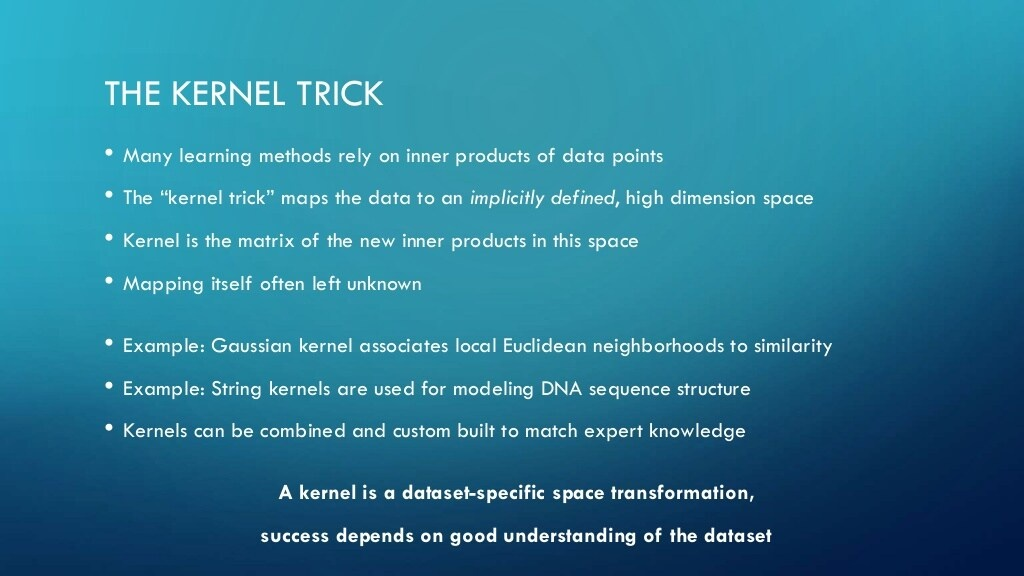 THE KERNEL TRICK
• Many learning methods rely on inner products of data points
• The “kernel trick” maps the data to an implicitly defined, high dimension space
• Kernel is the matrix of the new inner products in this space
• Mapping itself often left unknown
• Example: Gaussian kernel associates local Euclidean neighborhoods to similarity
• Example: String kernels are used for modeling DNA sequence structure
• Kernels can be combined and custom built to match expert knowledge
A kernel is a dataset-specific space transformation,
success depends on good understanding of the dataset